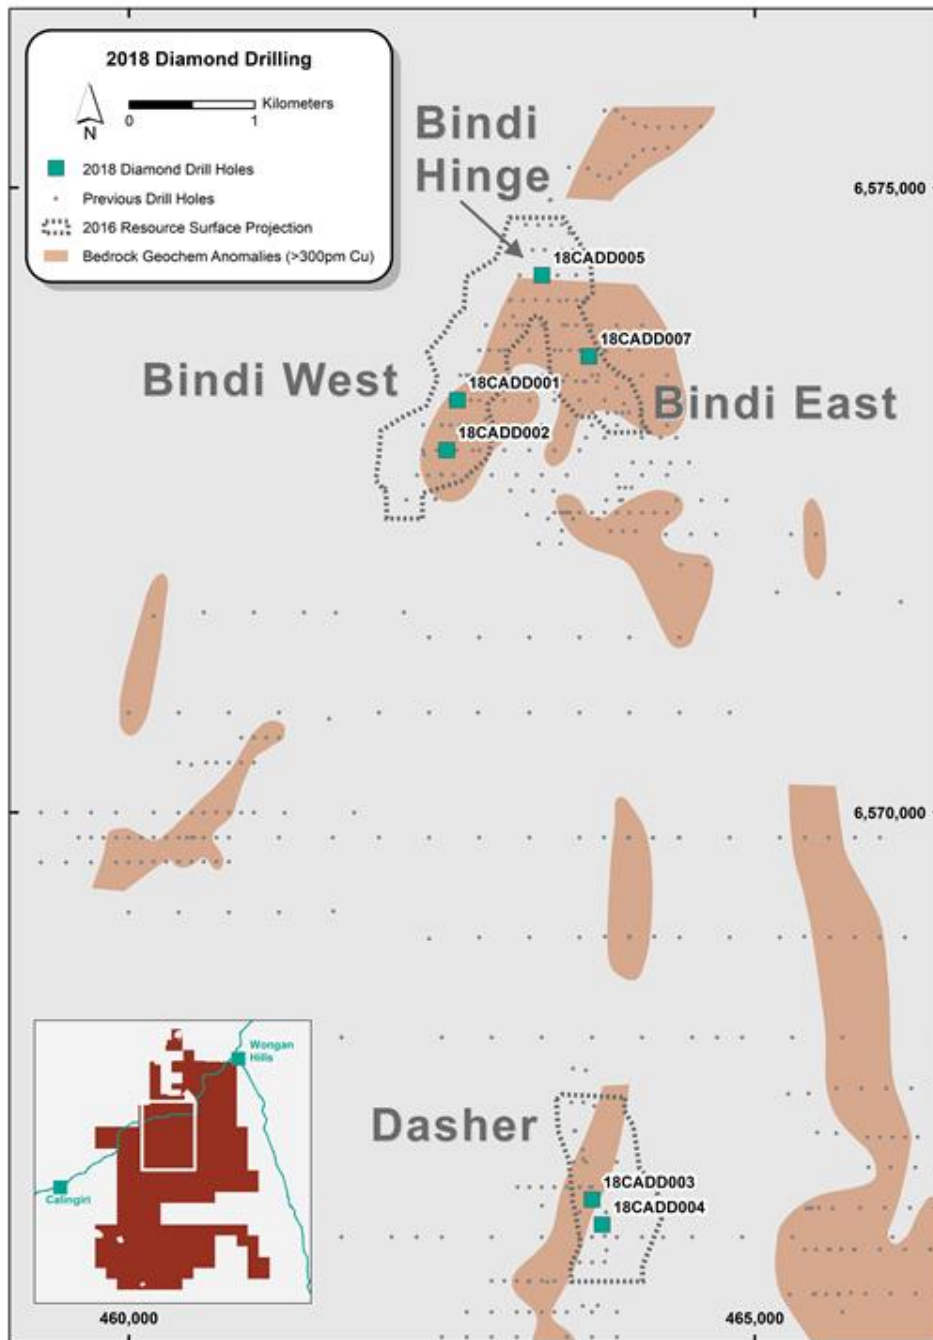 2018 Diamond Drilling
Kilometers
N
0 1
2018 Diamond Drill Holes
Previous Drill Holes
2016 Resource Surface Projection
Bedrock Geochem Anomalies (>300pm Cu)
Bindi
Hinge
6,575,000
18CADD005
18CADD007
Bindi West
18CADD001
Bindi East
18CADD002
6,570,000
Wongan
Hills
Calingiri
Dasher
18CADD003
18CADD004
460,000
465,000